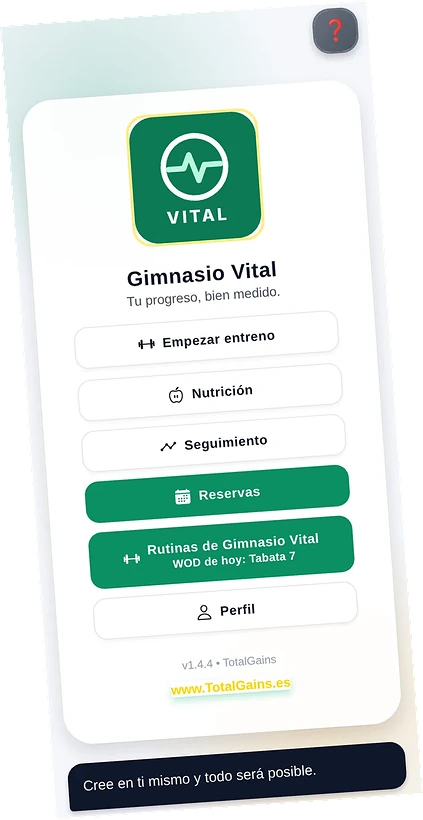 ❓
VITAL
Gimnasio Vital
Tu progreso, bien medido.
Empezar entreno
Nutrición
Seguimiento
Reservas
Rutinas de Gimnasio Vital
WOD de hoy: Tabata 7
Perfil
v1.4.4 • TotalGains
www.TotalGains.es
Cree en ti mismo y todo será posible.